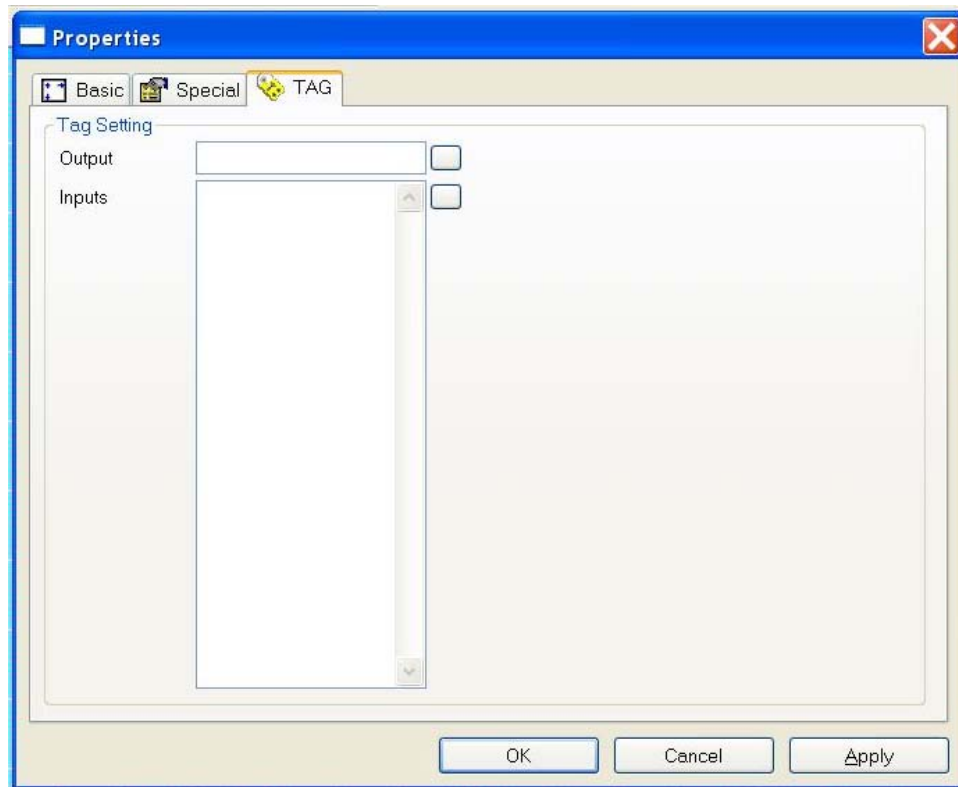 Properties
Basic Special TAG
Tag Setting
Output
Inputs
OK Cancel Apply